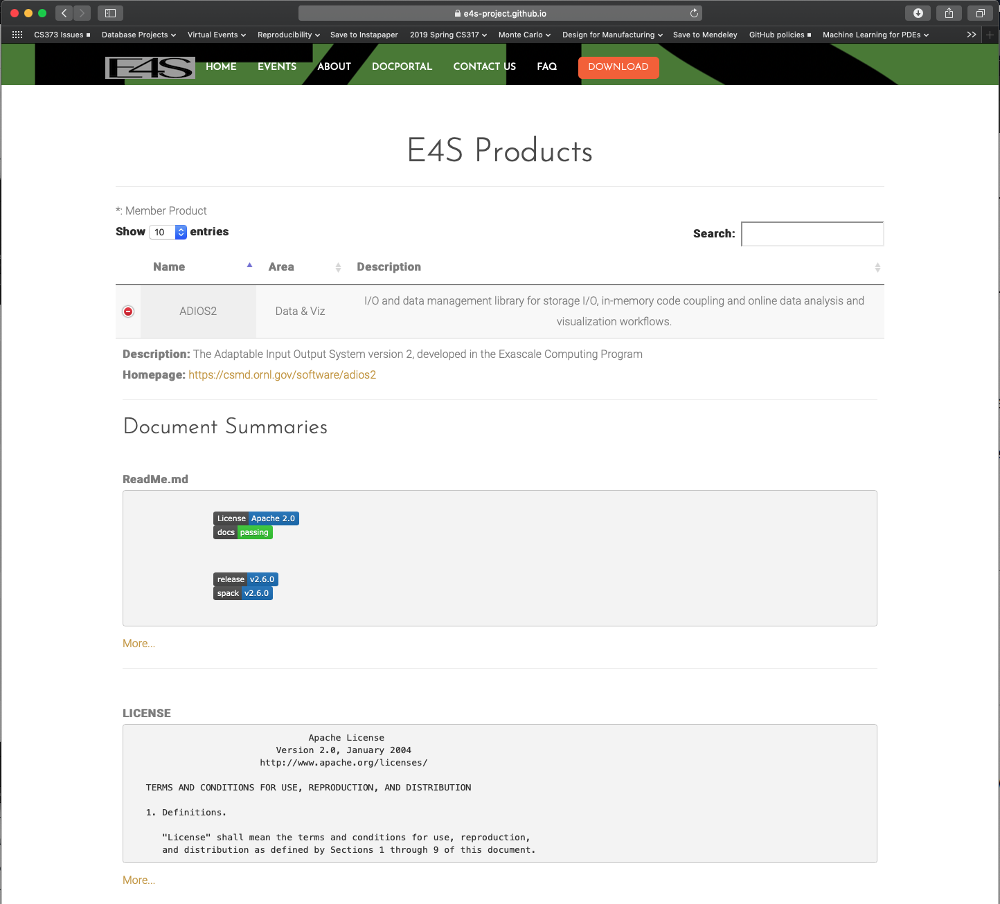 e4s-project.github.io
CS373 Issues
Database Projects
Virtual Events
Reproducibility
Save to Instapaper
2019 Spring CS317
Monte Carlo
Design for Manufacturing
Save to Mendeley
GitHub policies
Machine Learning for PDEs
E4S
HOME
EVENTS
ABOUT
DOCPORTAL
CONTACT US
FAQ
DOWNLOAD
E4S Products
*: Member Product
Show 10 entries
Search:
Name
Area
Description
ADIOS2
Data & Viz
I/O and data management library for storage I/O, in-memory code coupling and online data analysis and
visualization workflows.
Description: The Adaptable Input Output System version 2, developed in the Exascale Computing Program
Homepage: https://csmd.ornl.gov/software/adios2
Document Summaries
ReadMe.md
License Apache 2.0
docs passing
release v2.6.0
spack v2.6.0
More...
LICENSE
Apache License
Version 2.0, January 2004
http://www.apache.org/licenses/
TERMS AND CONDITIONS FOR USE, REPRODUCTION, AND DISTRIBUTION
1. Definitions.
"License" shall mean the terms and conditions for use, reproduction,
and distribution as defined by Sections 1 through 9 of this document.
More...